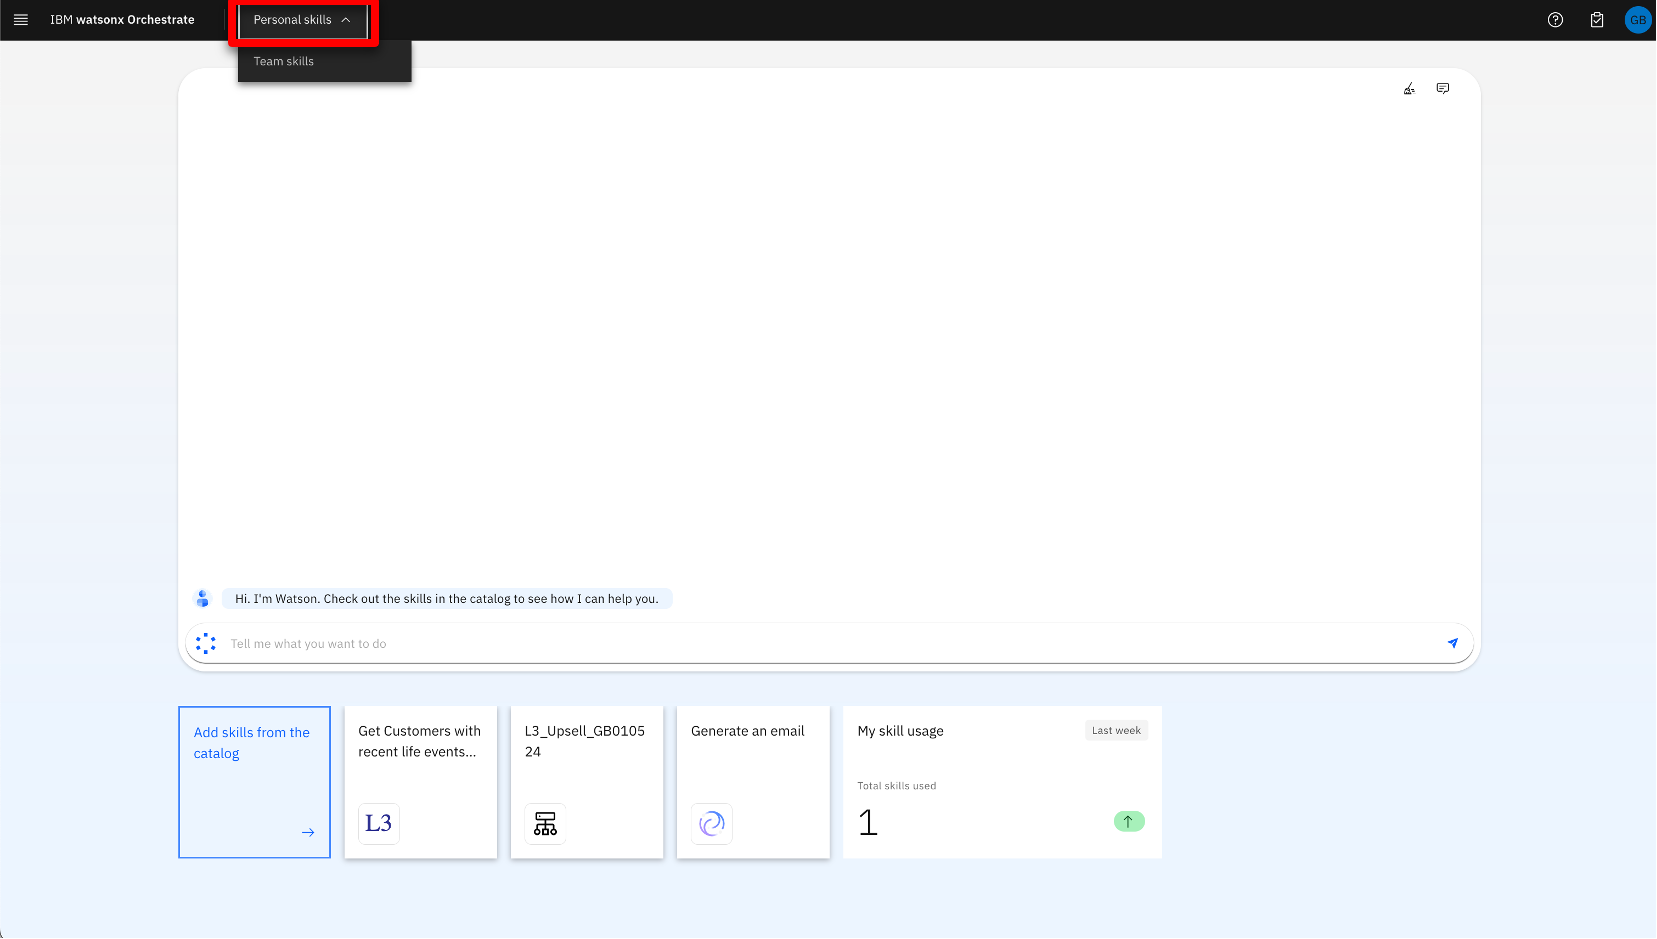 IBM watsonx Orchestrate
Personal skills
GB
Team skills
Hi. I'm Watson. Check out the skills in the catalog to see how I can help you.
Tell me what you want to do
Add skills from the
catalog
Get Customers with
recent life events...
L3
L3_Upsell_GB0105
24
Generate an email
My skill usage
Last week
Total skills used
1